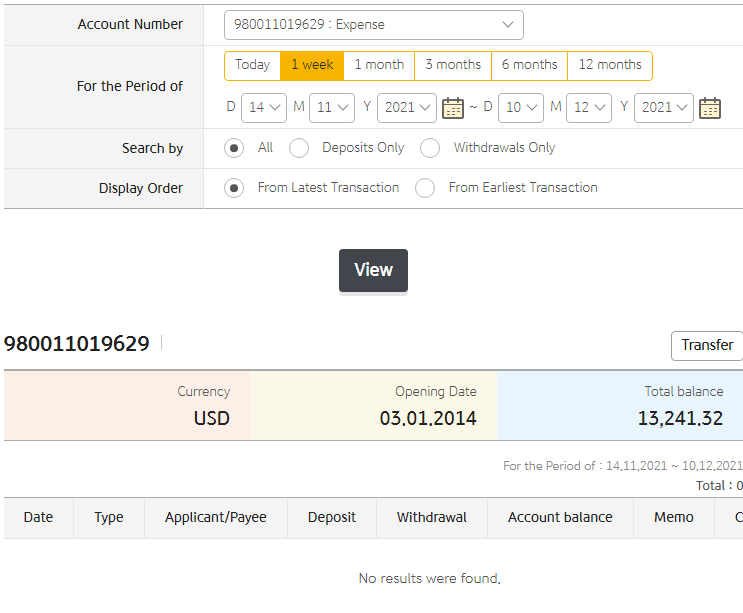 Account Number 980011019629 : Expense
For the Period of
Today 1 week 1 month 3 months 6 months 12 months
D 14 M 11 Y 2021 ~ D 10 M 12 Y 2021
Search by All Deposits Only Withdrawals Only
Display Order From Latest Transaction From Earliest Transaction
View
980011019629 Transfer
Currency Opening Date Total balance
USD 03.01.2014 13,241.32
For the Period of : 14.11.2021 ~ 10.12.2021
Total : 0
Date Type Applicant/Payee Deposit Withdrawal Account balance Memo
No results were found.